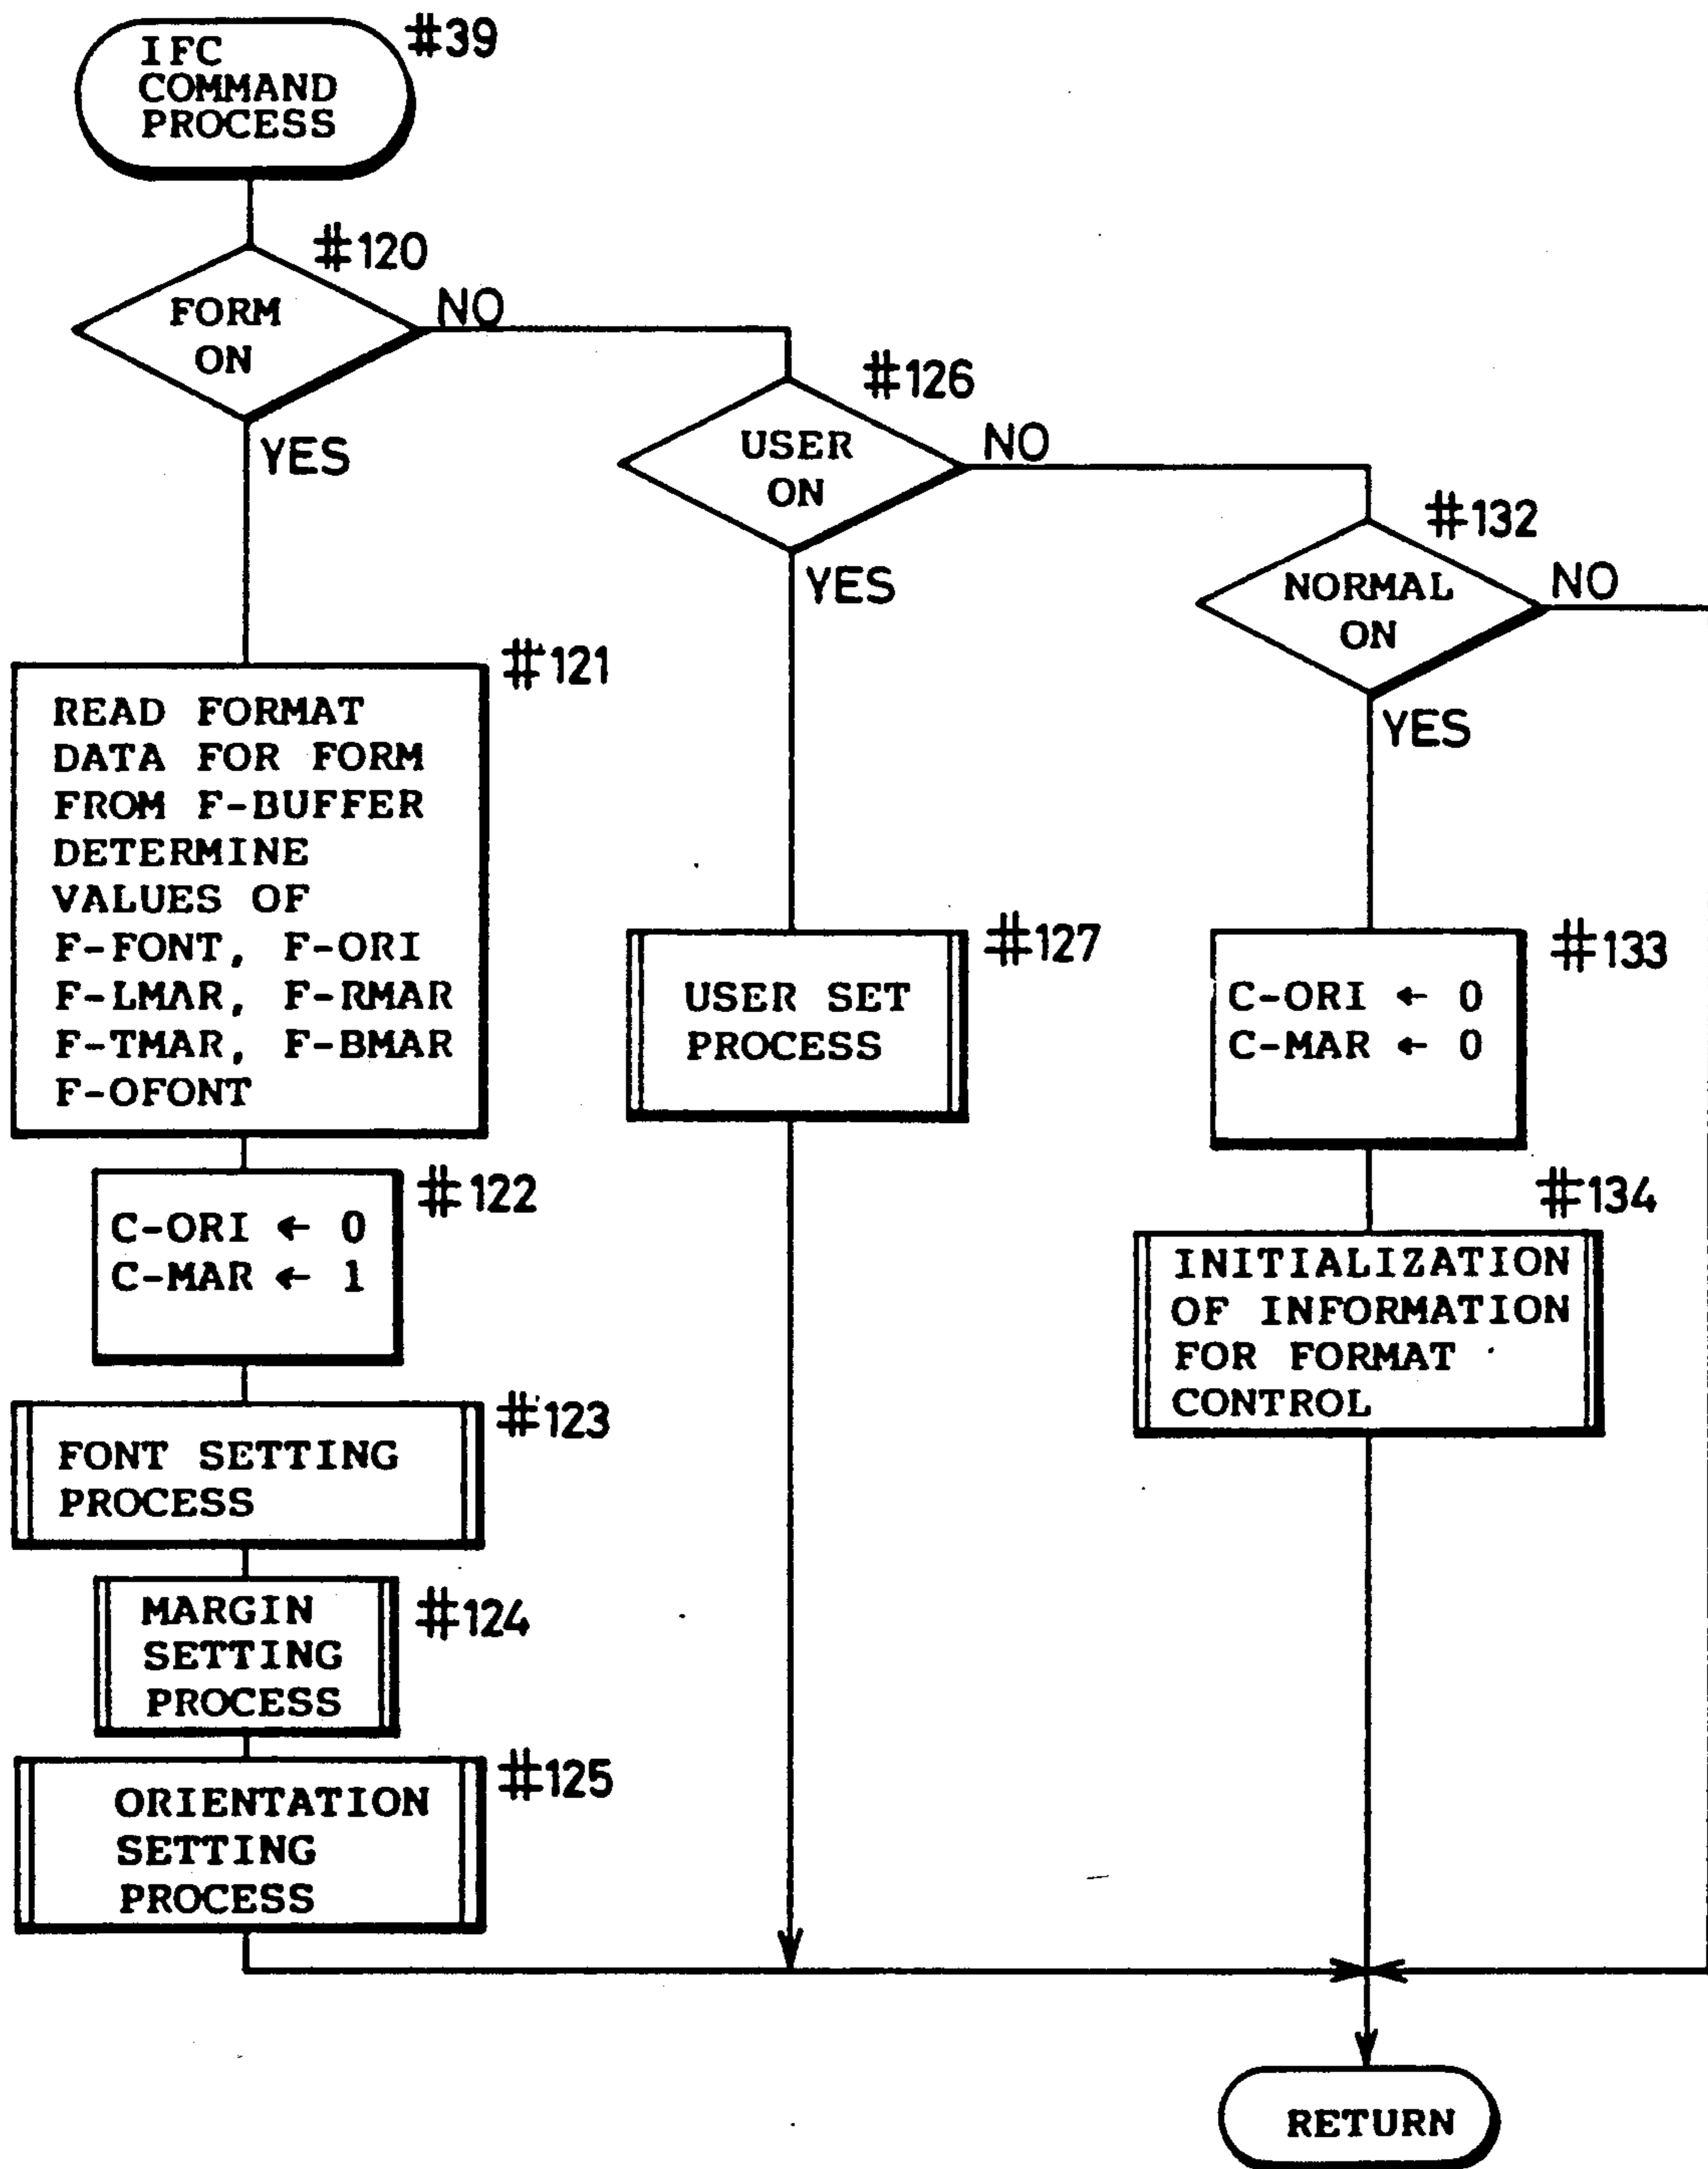 IFC
COMMAND
PROCESS
#39
#120
FORM
ON
NO
YES
#126
USER
ON
NO
YES
#132
NORMAL
ON
NO
YES
#121
READ FORMAT
DATA FOR FORM
FROM F-BUFFER
DETERMINE
VALUES OF
F-FONT, F-ORI
F-LMAR, F-RMAR
F-TMAR, F-BMAR
F-OFONT
#122
C-ORI ← 0
C-MAR ← 1
#123
FONT SETTING
PROCESS
#124
MARGIN
SETTING
PROCESS
#125
ORIENTATION
SETTING
PROCESS
#127
USER SET
PROCESS
#133
C-ORI ← 0
C-MAR ← 0
#134
INITIALIZATION
OF INFORMATION
FOR FORMAT
CONTROL
RETURN